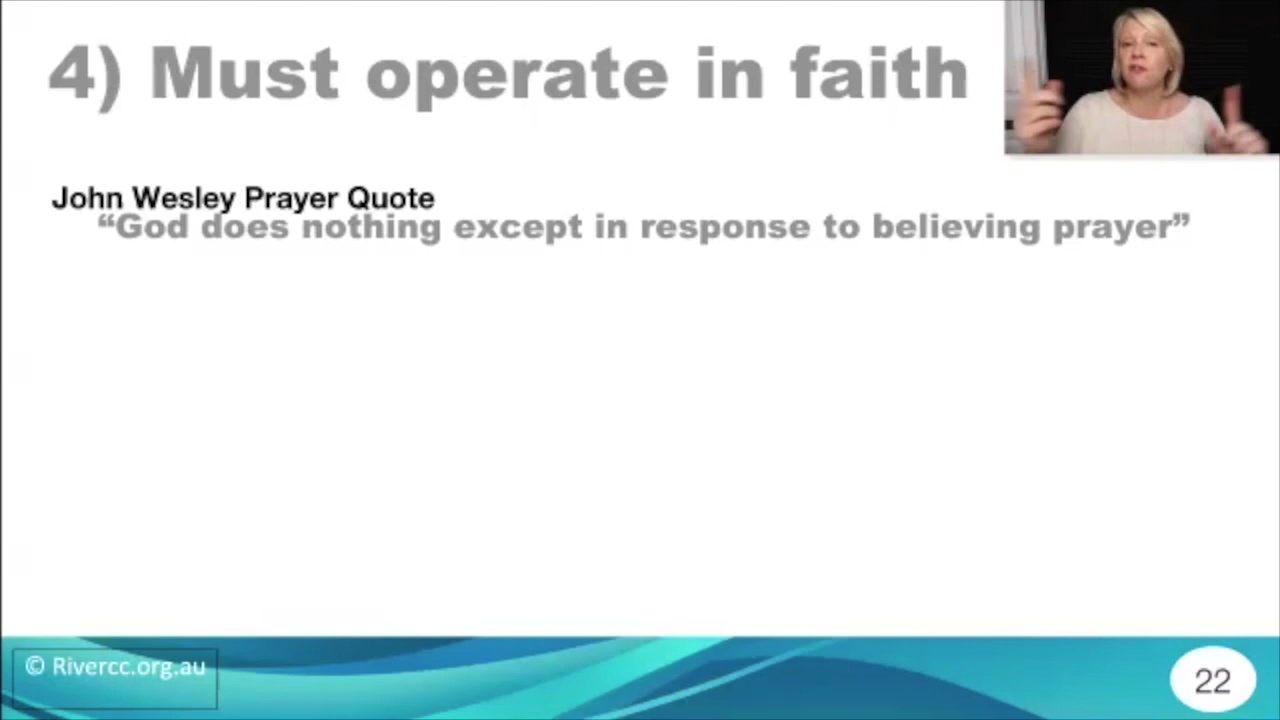 4) Must operate in faith
John Wesley Prayer Quote
“God does nothing except in response to believing prayer”
© Rivercc.org.au
22